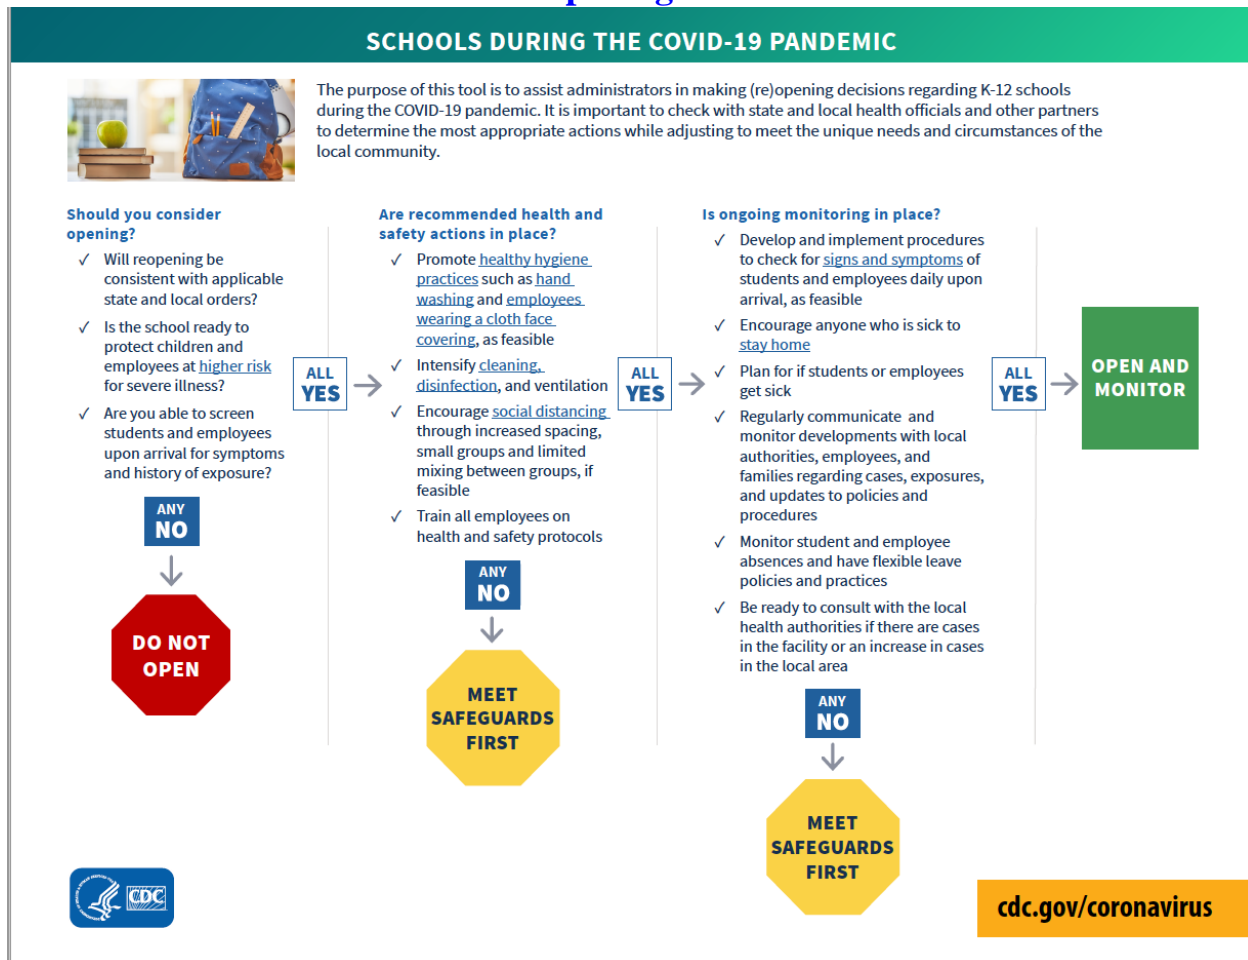 SCHOOLS DURING THE COVID-19 PANDEMIC
The purpose of this tool is to assist administrators in making (re)opening decisions regarding K-12 schools
during the COVID-19 pandemic. It is important to check with state and local health officials and other partners
to determine the most appropriate actions while adjusting to meet the unique needs and circumstances of the
local community.
Should you consider
opening?
✓ Will reopening be
consistent with applicable
state and local orders?
✓ Is the school ready to
protect children and
employees at higher risk
for severe illness?
✓ Are you able to screen
students and employees
upon arrival for symptoms
and history of exposure?
ANY
NO
DO NOT
OPEN
ALL
YES
Are recommended health and
safety actions in place?
✓ Promote healthy hygiene
practices such as hand
washing and employees
wearing a cloth face
covering, as feasible
✓ Intensify cleaning,
disinfection, and ventilation
✓ Encourage social distancing
through increased spacing,
small groups and limited
mixing between groups, if
feasible
✓ Train all employees on
health and safety protocols
ANY
NO
MEET
SAFEGUARDS
FIRST
ALL
YES
Is ongoing monitoring in place?
✓ Develop and implement procedures
to check for signs and symptoms of
students and employees daily upon
arrival, as feasible
✓ Encourage anyone who is sick to
stay home
✓ Plan for if students or employees
get sick
✓ Regularly communicate and
monitor developments with local
authorities, employees, and
families regarding cases, exposures,
and updates to policies and
procedures
✓ Monitor student and employee
absences and have flexible leave
policies and practices
✓ Be ready to consult with the local
health authorities if there are cases
in the facility or an increase in cases
in the local area
ANY
NO
MEET
SAFEGUARDS
FIRST
ALL
YES
OPEN AND
MONITOR
CDC
cdc.gov/coronavirus